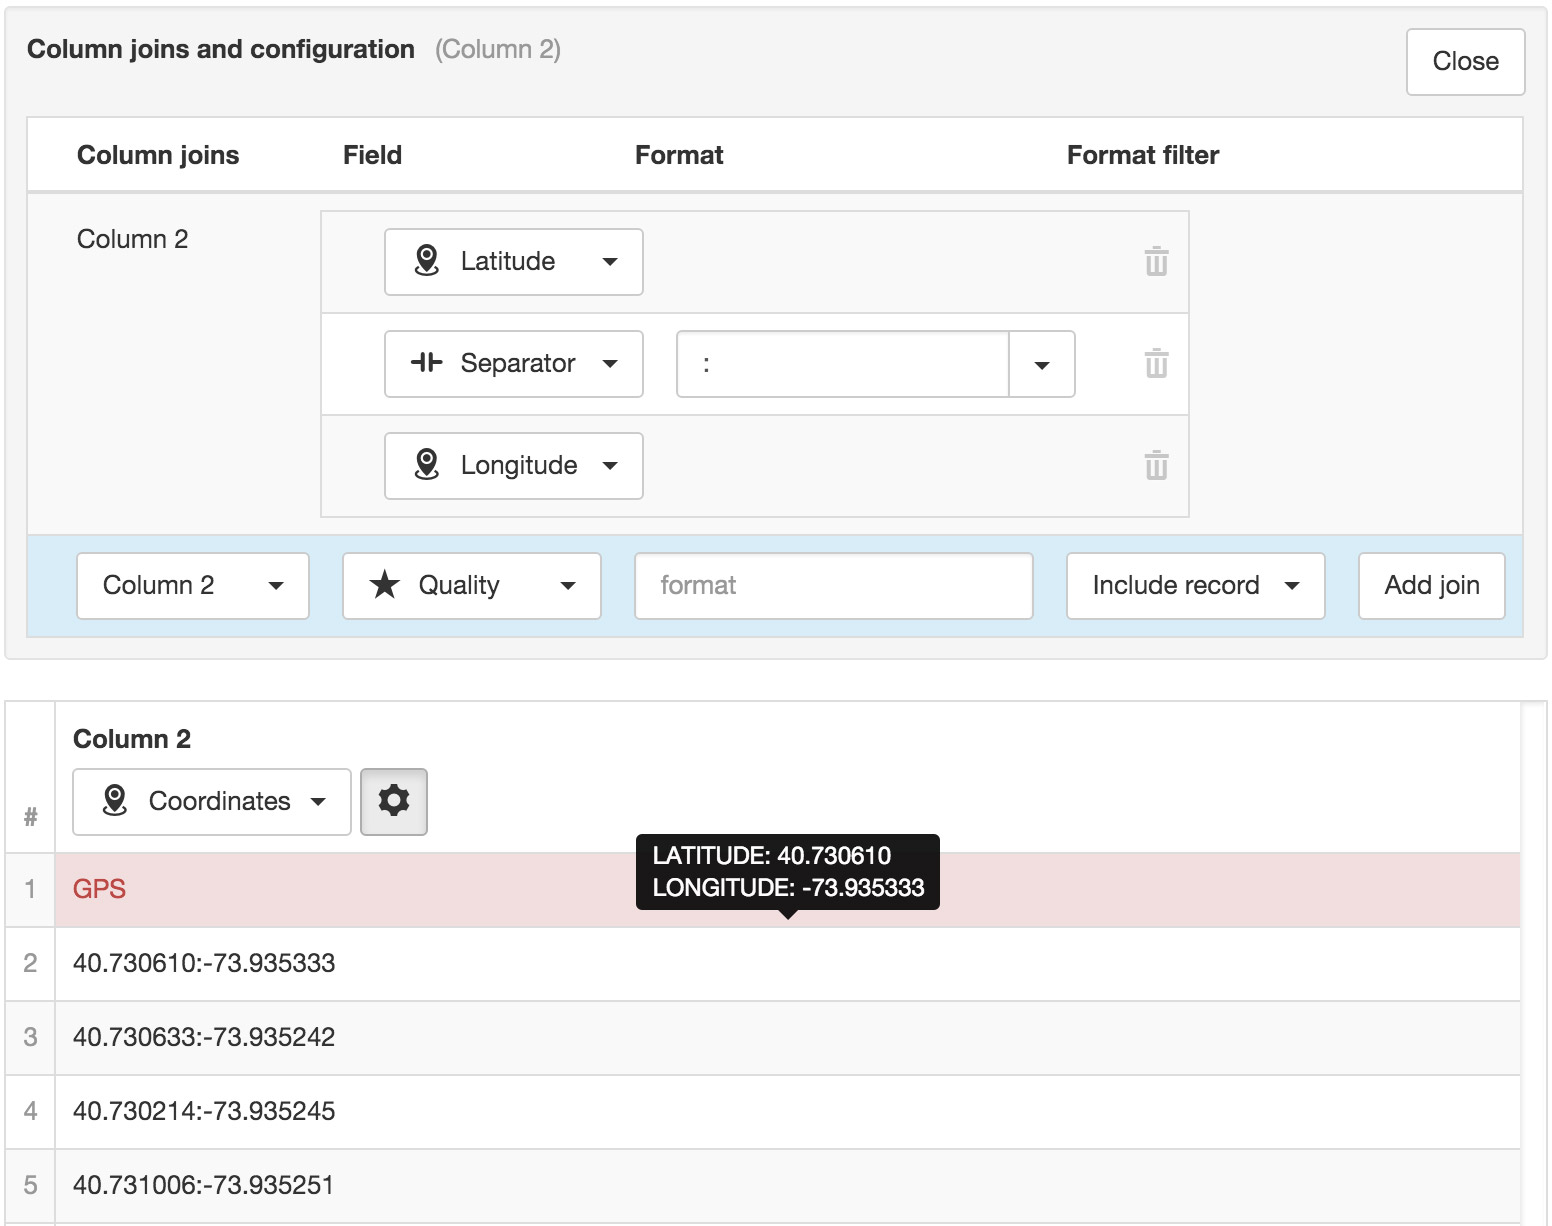 Column joins and configuration (Column 2)
Close
Column joins Field Format Format filter
Column 2
Latitude
Separator :
Longitude
Column 2 Quality format Include record Add join
Column 2
# Coordinates
LATITUDE: 40.730610
LONGITUDE: -73.935333
1 GPS
2 40.730610:-73.935333
3 40.730633:-73.935242
4 40.730214:-73.935245
5 40.731006:-73.935251